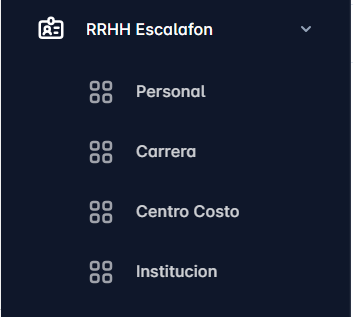 RRHH Escalafon
Personal
Carrera
Centro Costo
Institucion